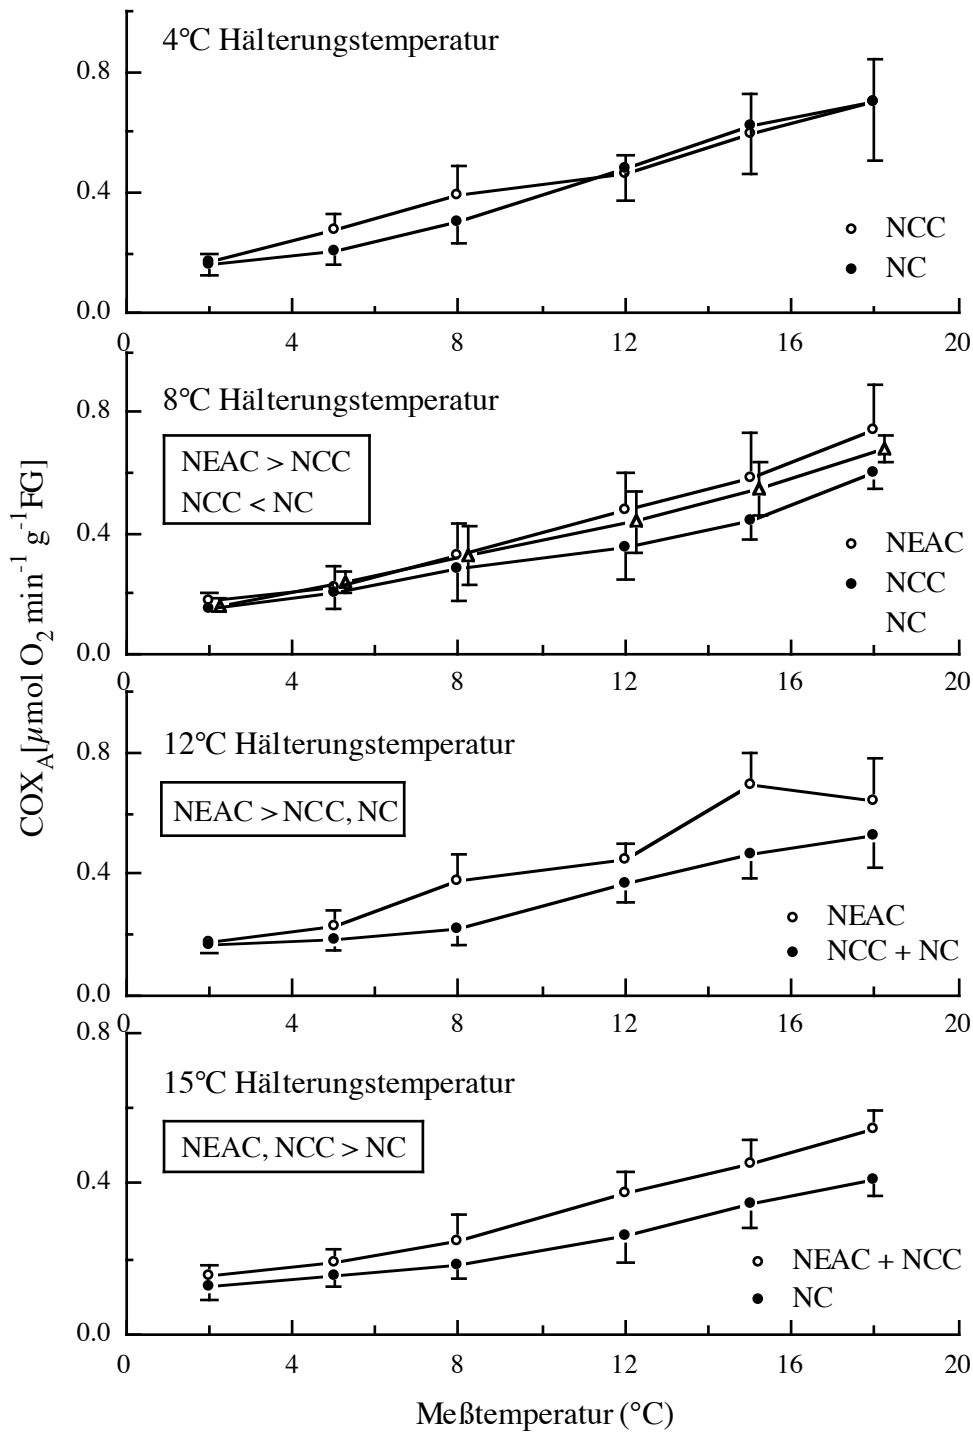 4°C Hälterungstemperatur
0.8
0.4
0.0
NCC
NC
0 4 8 12 16 20
8°C Hälterungstemperatur
NEAC > NCC
NCC < NC
0.8
0.4
0.0
NEAC
NCC
NC
0 4 8 12 16 20
COX_A[µmol O₂ min⁻¹ g⁻¹FG]
12°C Hälterungstemperatur
NEAC > NCC, NC
0.8
0.4
0.0
NEAC
NCC + NC
0 4 8 12 16 20
15°C Hälterungstemperatur
NEAC, NCC > NC
0.8
0.4
0.0
NEAC + NCC
NC
0 4 8 12 16 20
Meßtemperatur (°C)